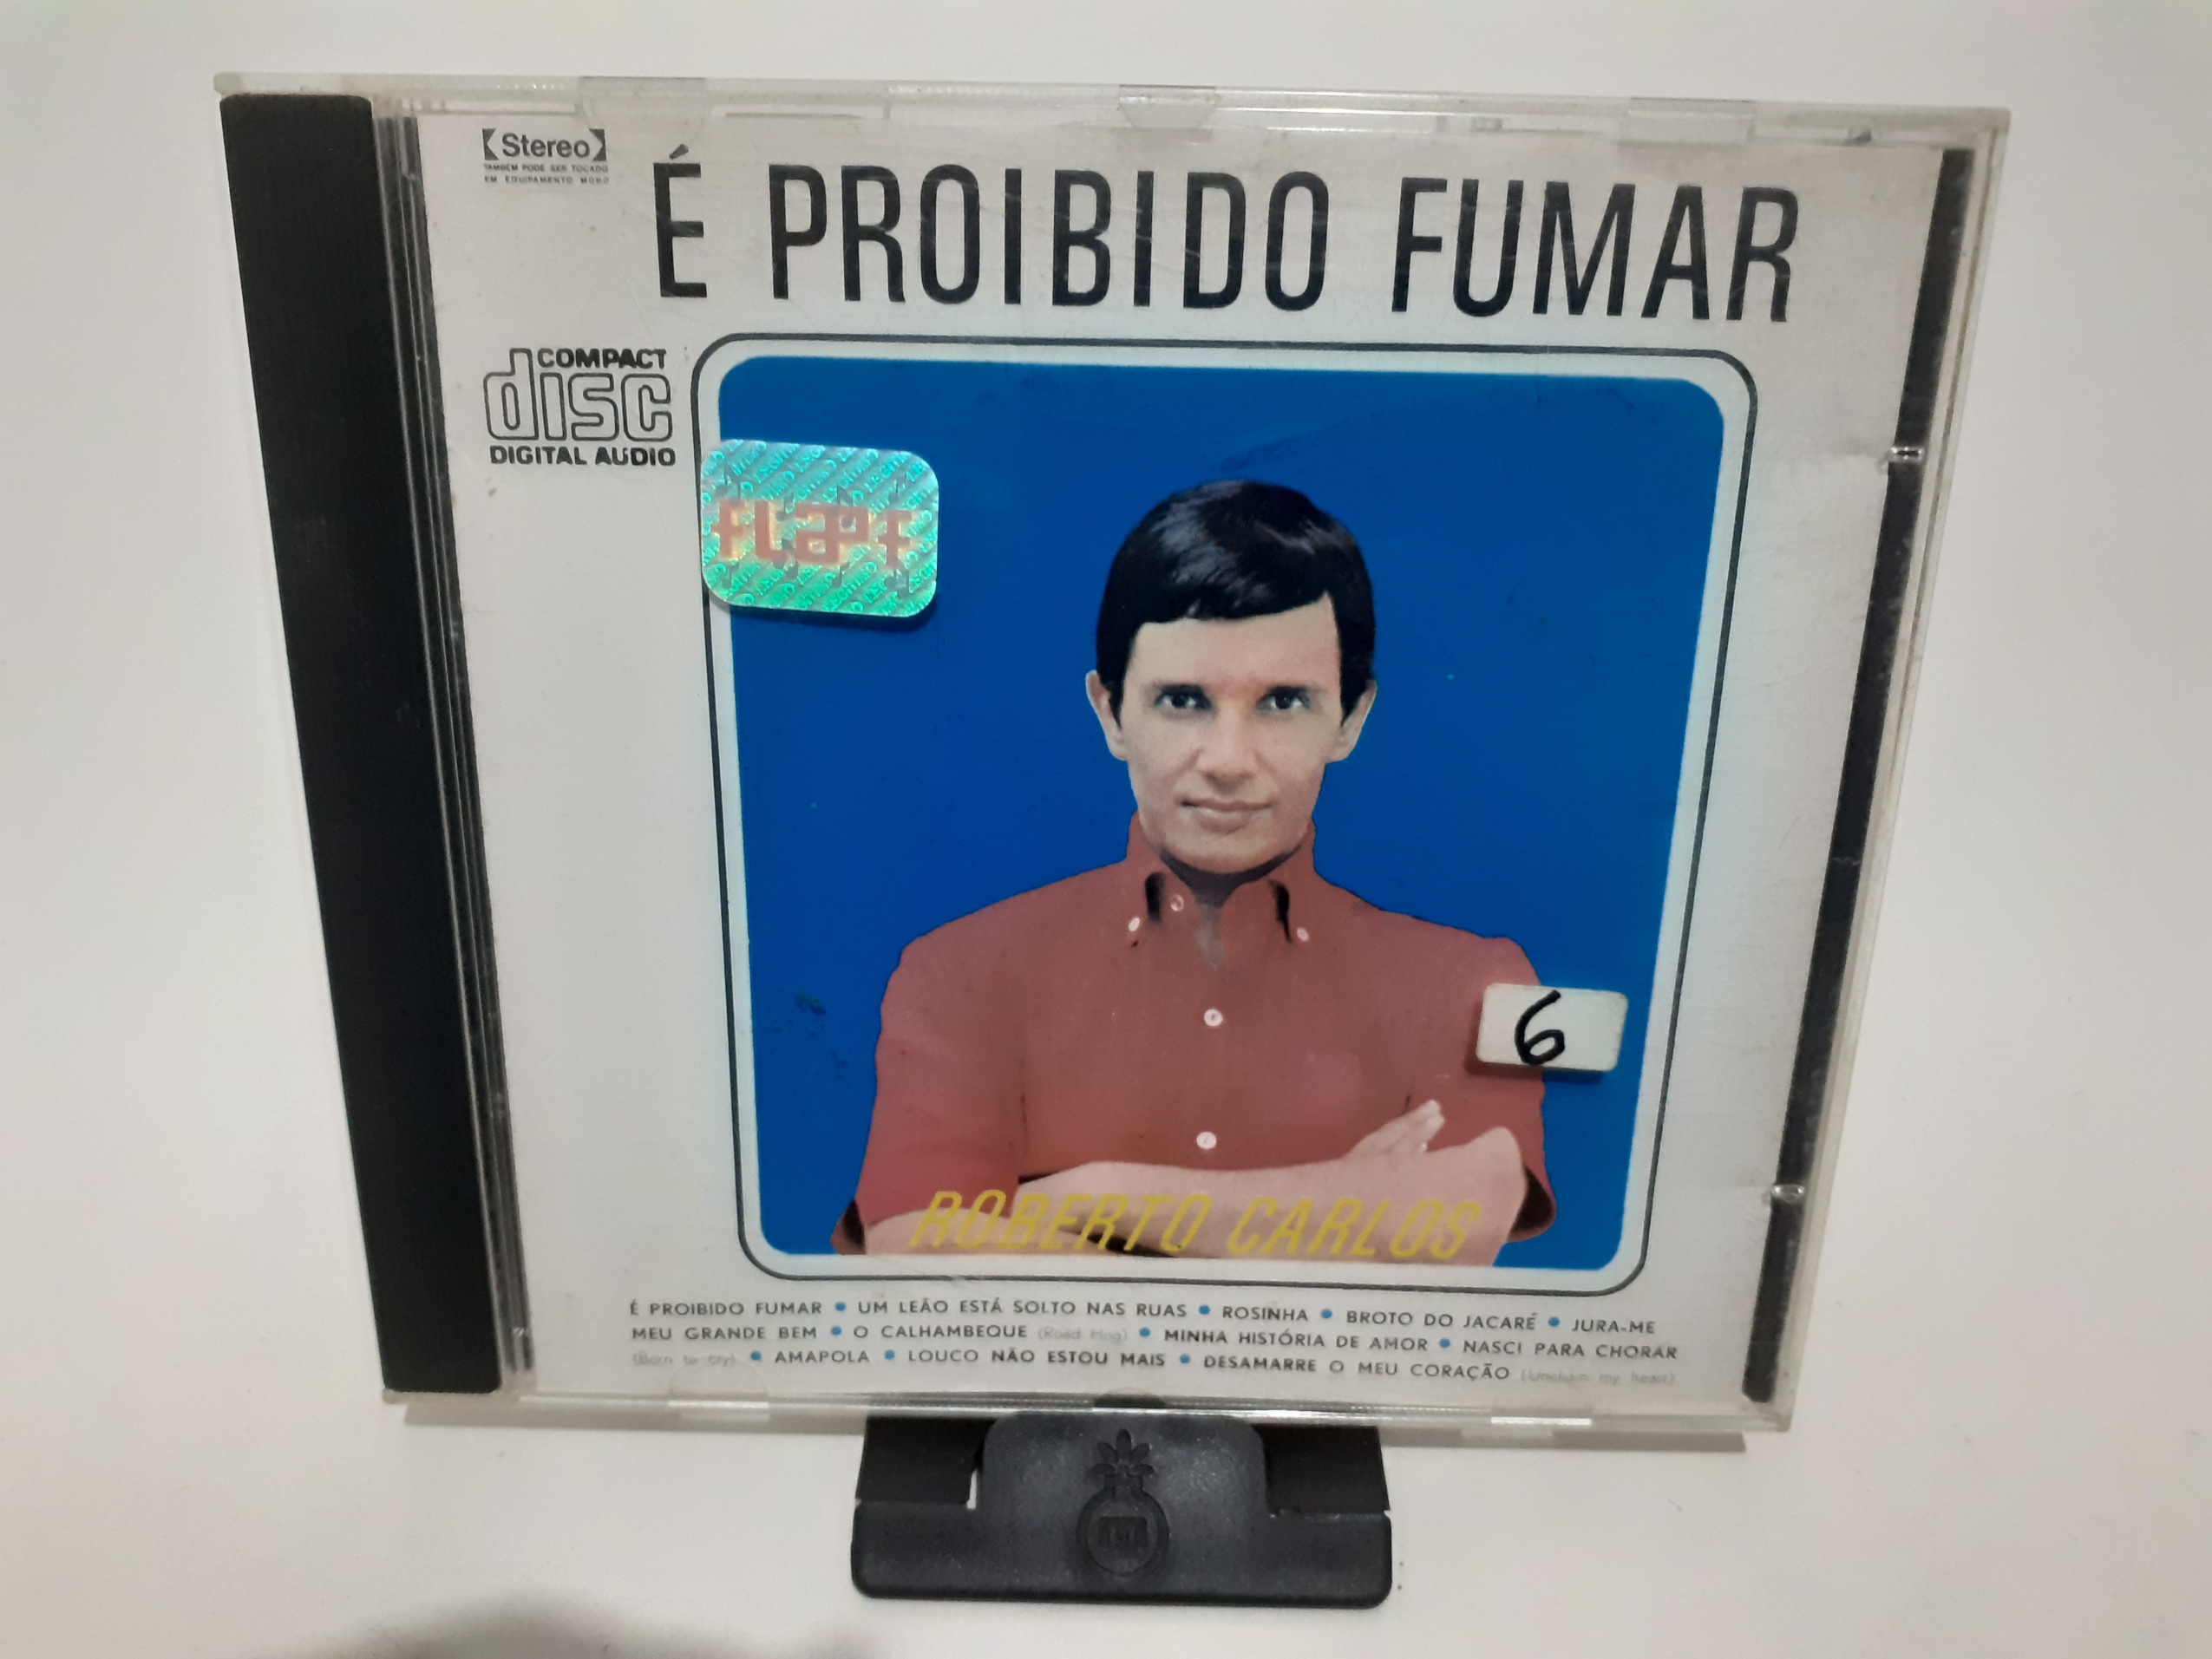 Stereo
TAMBÉM PODE SER TOCADO
EM EQUIPAMENTO MONO
É PROIBIDO FUMAR
COMPACT
disc
DIGITAL AUDIO
6
ROBERTO CARLOS
É PROIBIDO FUMAR • UM LEÃO ESTÁ SOLTO NAS RUAS • ROSINHA • BROTO DO JACARÉ • JURA-ME
MEU GRANDE BEM • O CALHAMBEQUE (Road Hog) • MINHA HISTÓRIA DE AMOR • NASCI PARA CHORAR
(Born to cry) • AMAPOLA • LOUCO NÃO ESTOU MAIS • DESAMARRE O MEU CORAÇÃO (Unchain my heart)